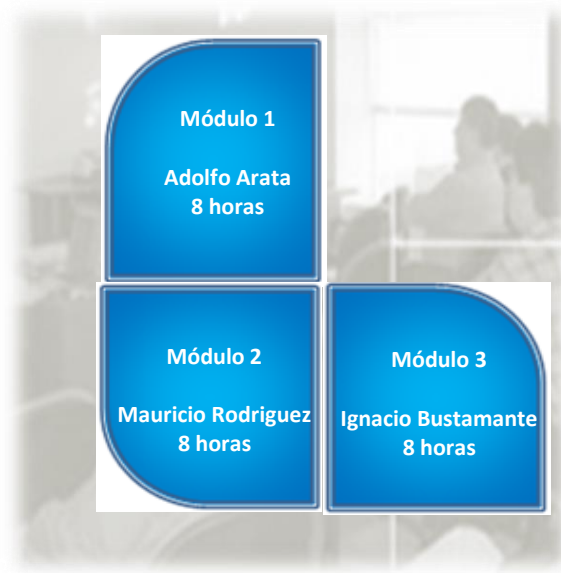 Módulo 1
Adolfo Arata
8 horas
Módulo 2
Mauricio Rodriguez
8 horas
Módulo 3
Ignacio Bustamante
8 horas